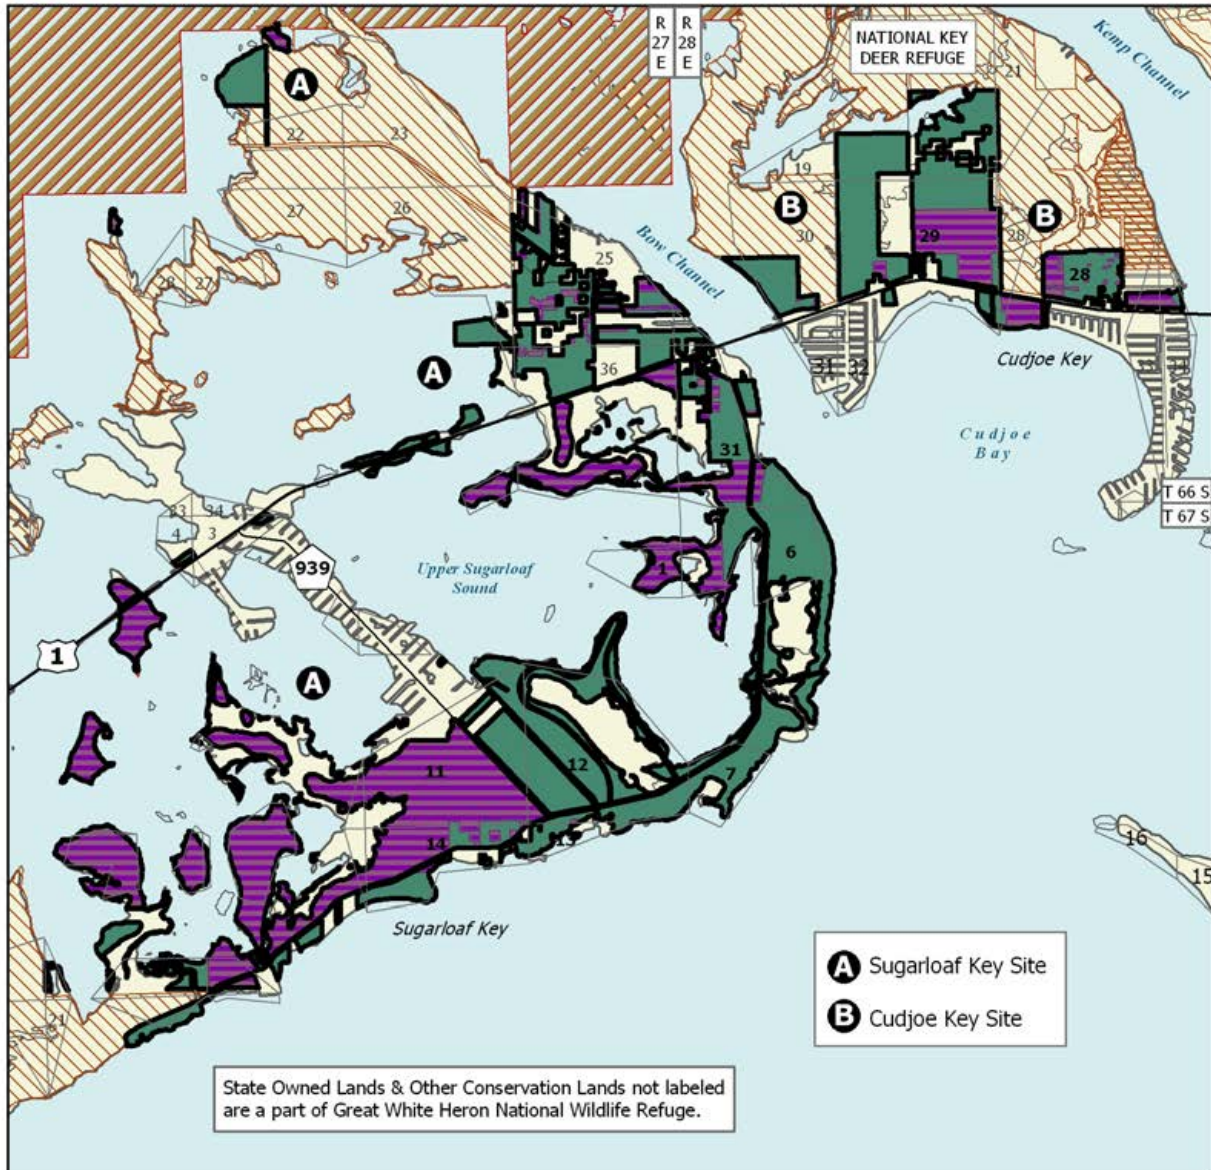 R
27
E
R
28
E
NATIONAL KEY
DEER REFUGE
Kemp Channel
21
A
22
23
19
B
30
29
28
B
27
26
25
Bow Channel
28
28
27
A
36
31
32
Cudjoe Key
Cudjoe
Bay
31
T 66 S
T 67 S
33
34
4
3
939
Upper Sugarloaf
Sound
1
6
1
A
11
12
7
14
13
16
15
Sugarloaf Key
21
A Sugarloaf Key Site
B Cudjoe Key Site
State Owned Lands & Other Conservation Lands not labeled
are a part of Great White Heron National Wildlife Refuge.